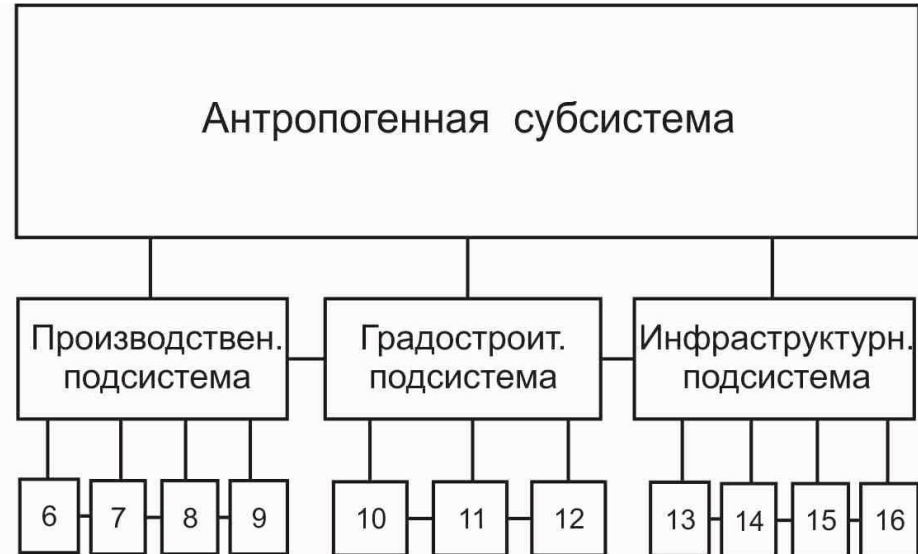 Антропогенная субсистема
Производствен.
подсистема
Градостроит.
подсистема
Инфраструктурн.
подсистема
6 7 8 9 10 11 12 13 14 15 16